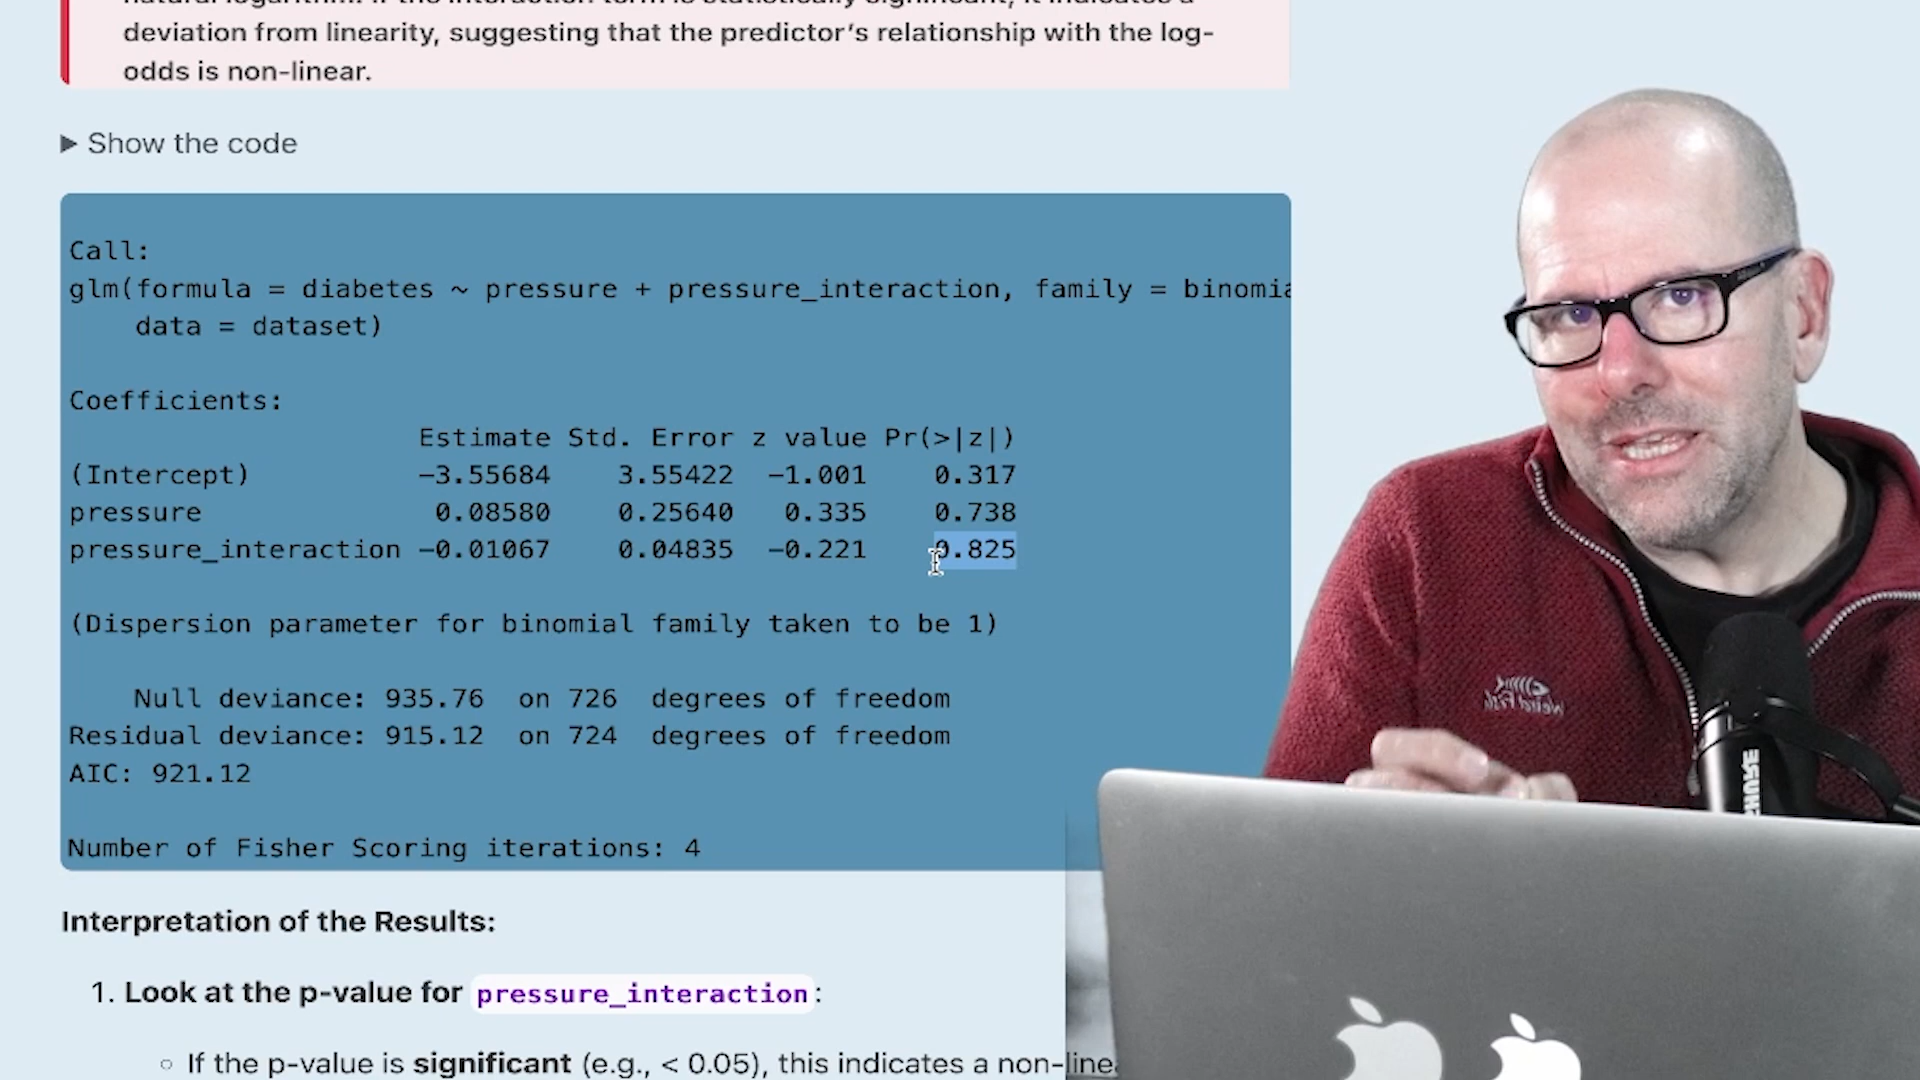 deviation from linearity, suggesting that the predictor's relationship with the log-
odds is non-linear.
▶ Show the code
Call:
glm(formula = diabetes ~ pressure + pressure_interaction, family =
data = dataset)
Coefficients:
Estimate Std. Error z value Pr(>|z|)
(Intercept) −3.55684 3.55422 −1.001 0.317
pressure 0.08580 0.25640 0.335 0.738
pressure_interaction −0.01067 0.04835 −0.221 0.825
(Dispersion parameter for binomial family taken to be 1)
Null deviance: 935.76 on 726 degrees of freedom
Residual deviance: 915.12 on 724 degrees of freedom
AIC: 921.12
Number of Fisher Scoring iterations: 4
Interpretation of the Results:
1. Look at the p-value for pressure_interaction:
○ If the p-value is significant (e.g., < 0.05), this indicates a
Weird Fish
SHURE